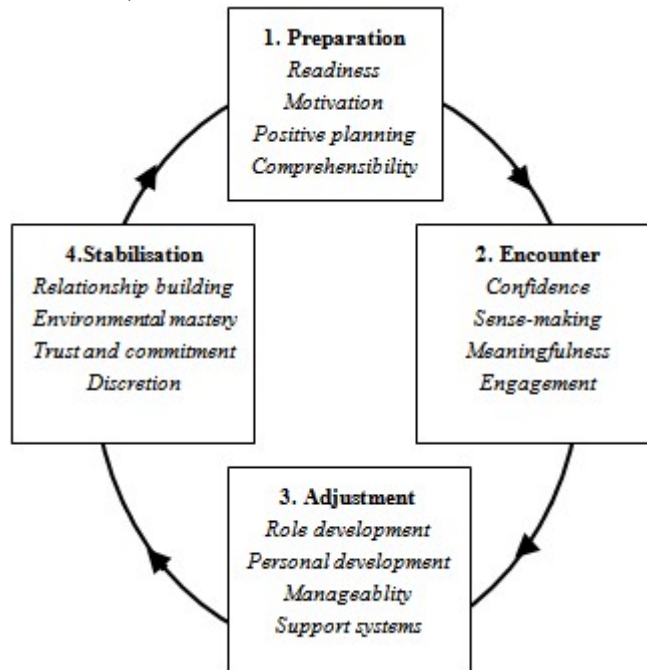 1. Preparation
Readiness
Motivation
Positive planning
Comprehensibility
2. Encounter
Confidence
Sense-making
Meaningfulness
Engagement
3. Adjustment
Role development
Personal development
Manageablity
Support systems
4.Stabilisation
Relationship building
Environmental mastery
Trust and commitment
Discretion